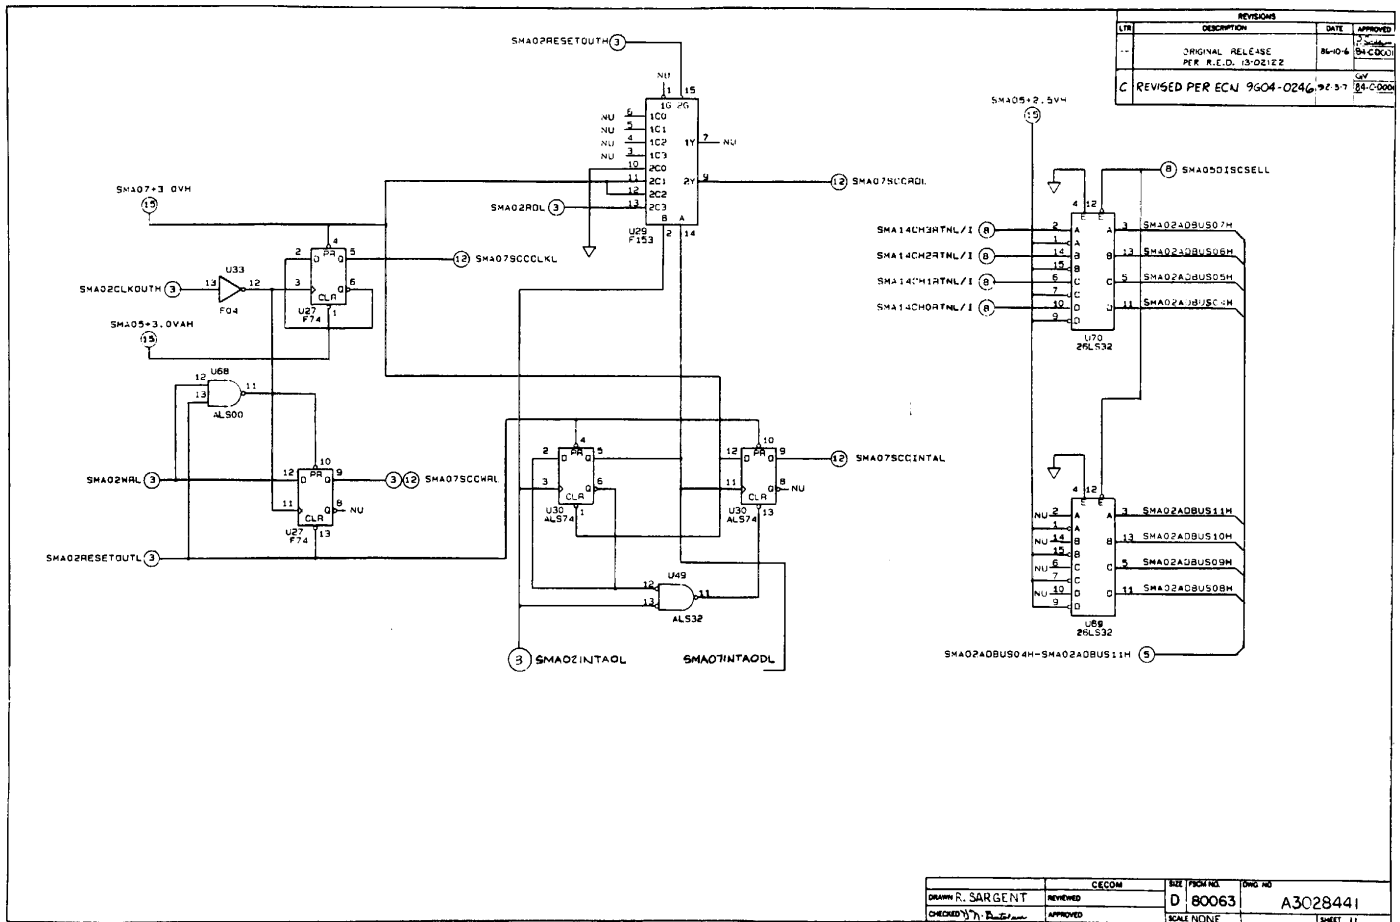 REVISIONS
LTR DESCRIPTION DATE APPROVED
-- ORIGINAL RELEASE PER R.E.D. 13-02122 86-10-6
C REVISED PER ECN 9G04-0246 92-3-7
SMA02RESETOUTH 3
NU
1 15
1G 2G
NU 6 1C0
NU 5 1C1
NU 4 1C2 1Y 7 NU
NU 3 1C3
10 2C0
11 2C1 2Y 9 12 SMA07SCCRDL
12 2C2
SMA02RDL 3 13 2C3
B A
U29 2 14
F153
SMA07+3.0VH
15
4
2 D PR Q 5 12 SMA07SCCCLKL
U33
SMA02CLKOUTH 3 13 12 3 Q 6
F04
CLR
U27 1
F74
SMA05+3.0VAH
15
U68
12
13 11
ALS00
10
SMA02WRL 3 12 D PR Q 9 3 12 SMA07SCCWRL
11 Q 8 NU
CLR
U27 13
F74
SMA02RESETOUTL 3
4
2 D PR Q 5
3 Q 6
CLR
U30 1
ALS74
10
12 D PR Q 9 12 SMA07SCCINTAL
11 Q 8 NU
CLR
U30 13
ALS74
U49
12
13 11
ALS32
3 SMA02INTAOL SMA07INTAODL
SMA05+2.5VH
15
8 SMA05DISCSELL
4 12
E
SMA14CH3RTNL/I 8 2 A A 3 SMA02ADBUS07H
1 A
SMA14CH2RTNL/I 8 14 B B 13 SMA02ADBUS06H
15 B
SMA14CH1RTNL/I 8 6 C C 5 SMA02ADBUS05H
7 C
SMA14CH0RTNL/I 8 10 D D 11 SMA02ADBUS04H
9 D
U70
26LS32
4 12
E
NU 2 A A 3 SMA02ADBUS11H
1 A
NU 14 B B 13 SMA02ADBUS10H
15 B
NU 6 C C 5 SMA02ADBUS09H
7 C
NU 10 D D 11 SMA02ADBUS08H
9 D
U89
26LS32
SMA02ADBUS04H-SMA02ADBUS11H 5
CECOM
DRAWN R. SARGENT REVIEWED
CHECKED APPROVED
SIZE D FSCM NO. 80063 DWG NO A3028441
SCALE NONE SHEET 11